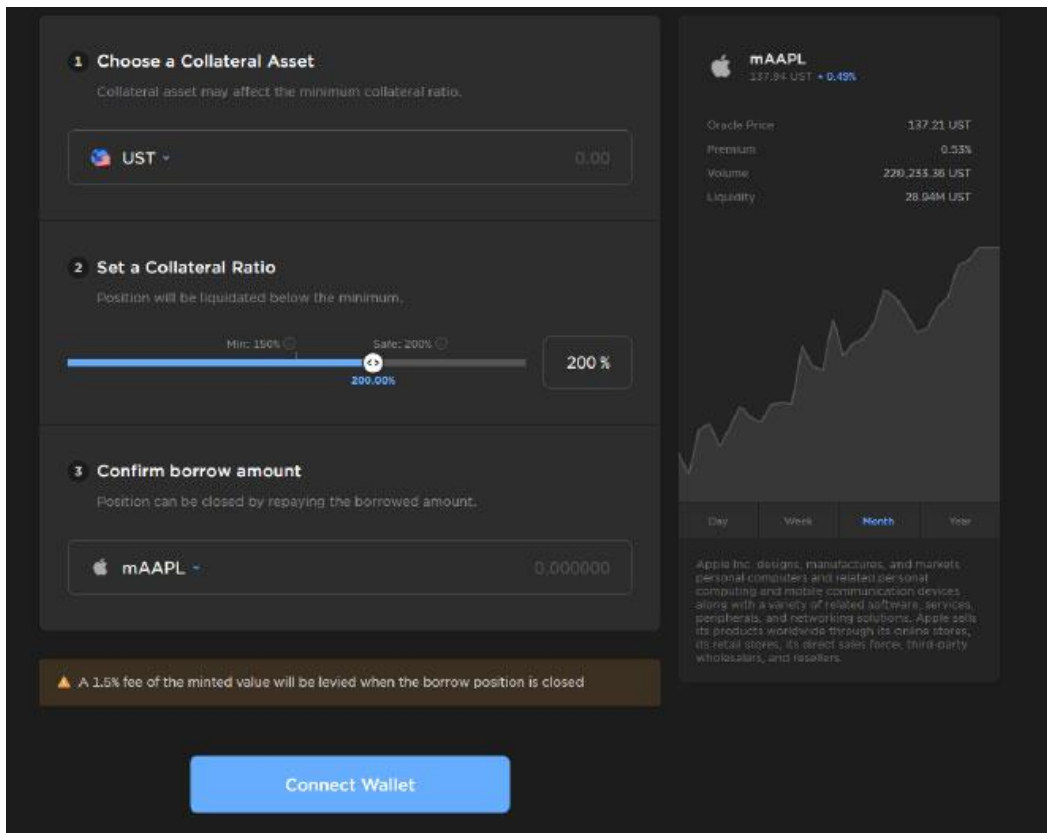 1 Choose a Collateral Asset
Collateral asset may affect the minimum collateral ratio.
UST
0.00
2 Set a Collateral Ratio
Position will be liquidated below the minimum.
Min: 150%
Safe: 200%
200 %
200.00%
3 Confirm borrow amount
Position can be closed by repaying the borrowed amount.
mAAPL
0.000000
A 1.5% fee of the minted value will be levied when the borrow position is closed
Connect Wallet
mAAPL
137.94 UST 0.49%
Oracle Price 137.21 UST
Premium 0.53%
Volume 220,233.36 UST
Liquidity 28.94M UST
Day Week Month Year
Apple Inc. designs, manufactures, and markets
personal computers and related personal
computing and mobile communication devices
along with a variety of related software, services,
peripherals, and networking solutions. Apple sells
its products worldwide through its online stores,
its retail stores, its direct sales force, third-party
wholesalers, and resellers.